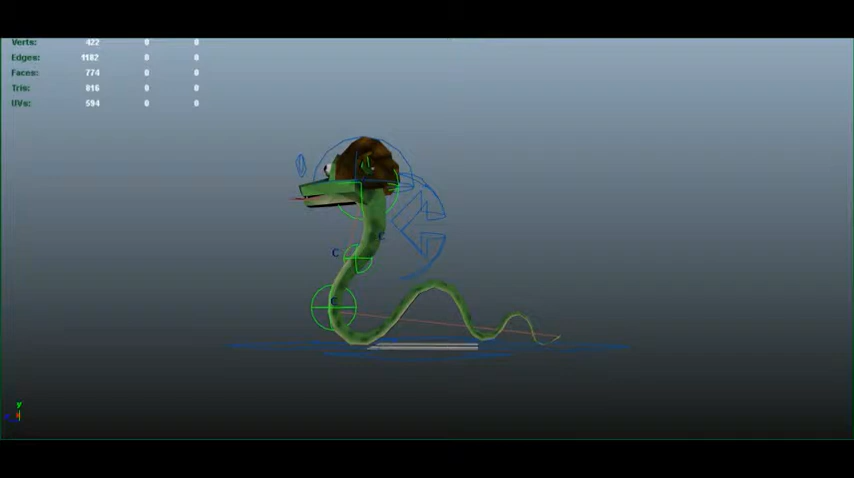 Verts: 422 0 0
Edges: 1182 0 0
Faces: 774 0 0
Tris: 816 0 0
UVs: 594 0 0
C
C
C
y